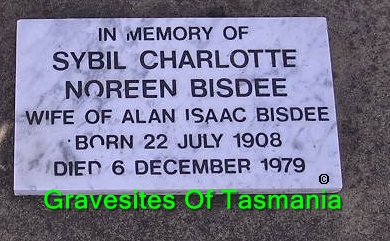 IN MEMORY OF
SYBIL CHARLOTTE
NOREEN BISDEE
WIFE OF ALAN ISAAC BISDEE
BORN 22 JULY 1908
DIED 6 DECEMBER 1979
©
Gravesites Of Tasmania